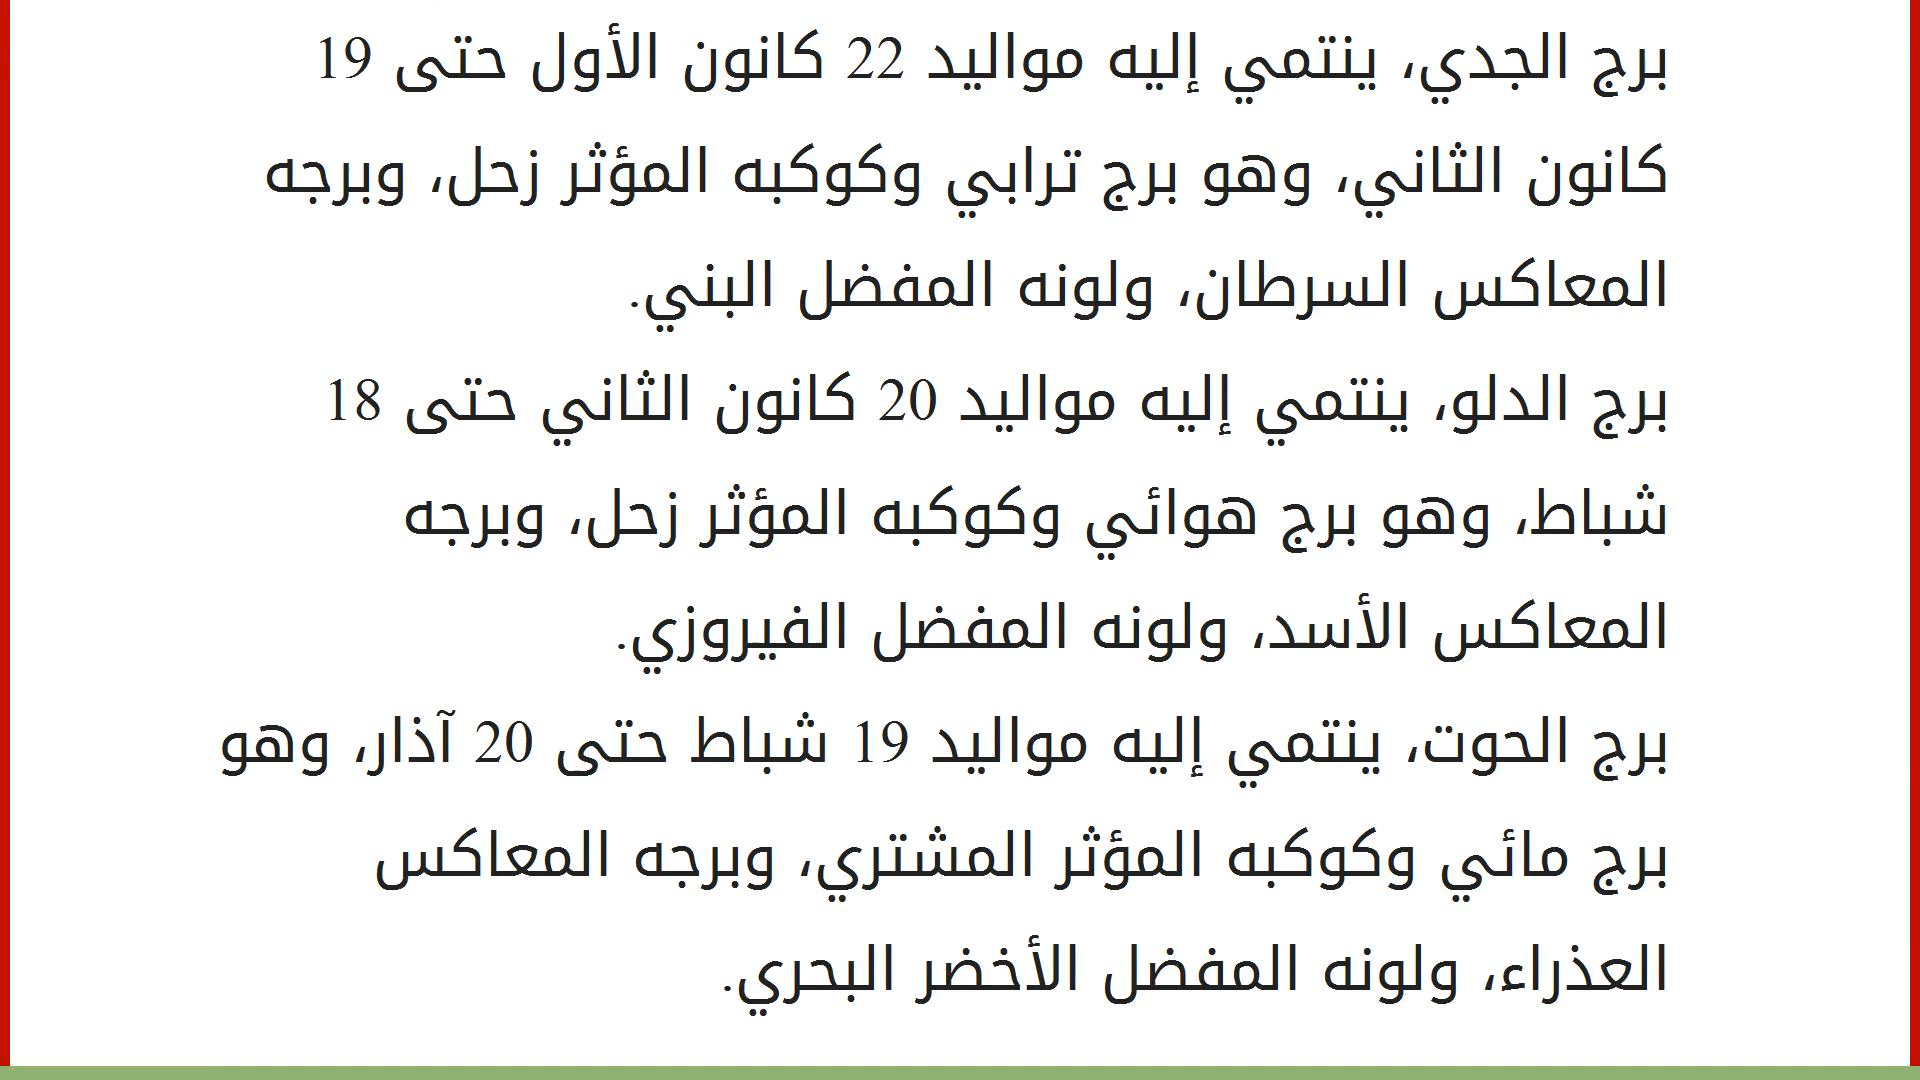 برج الجدي، ينتمي إليه مواليد 22 كانون الأول حتى 19
كانون الثاني، وهو برج ترابي وكوكبه المؤثر زحل، وبرجه
المعاكس السرطان، ولونه المفضل البني.
برج الدلو، ينتمي إليه مواليد 20 كانون الثاني حتى 18
شباط، وهو برج هوائي وكوكبه المؤثر زحل، وبرجه
المعاكس الأسد، ولونه المفضل الفيروزي.
برج الحوت، ينتمي إليه مواليد 19 شباط حتى 20 آذار، وهو
برج مائي وكوكبه المؤثر المشتري، وبرجه المعاكس
العذراء، ولونه المفضل الأخضر البحري.